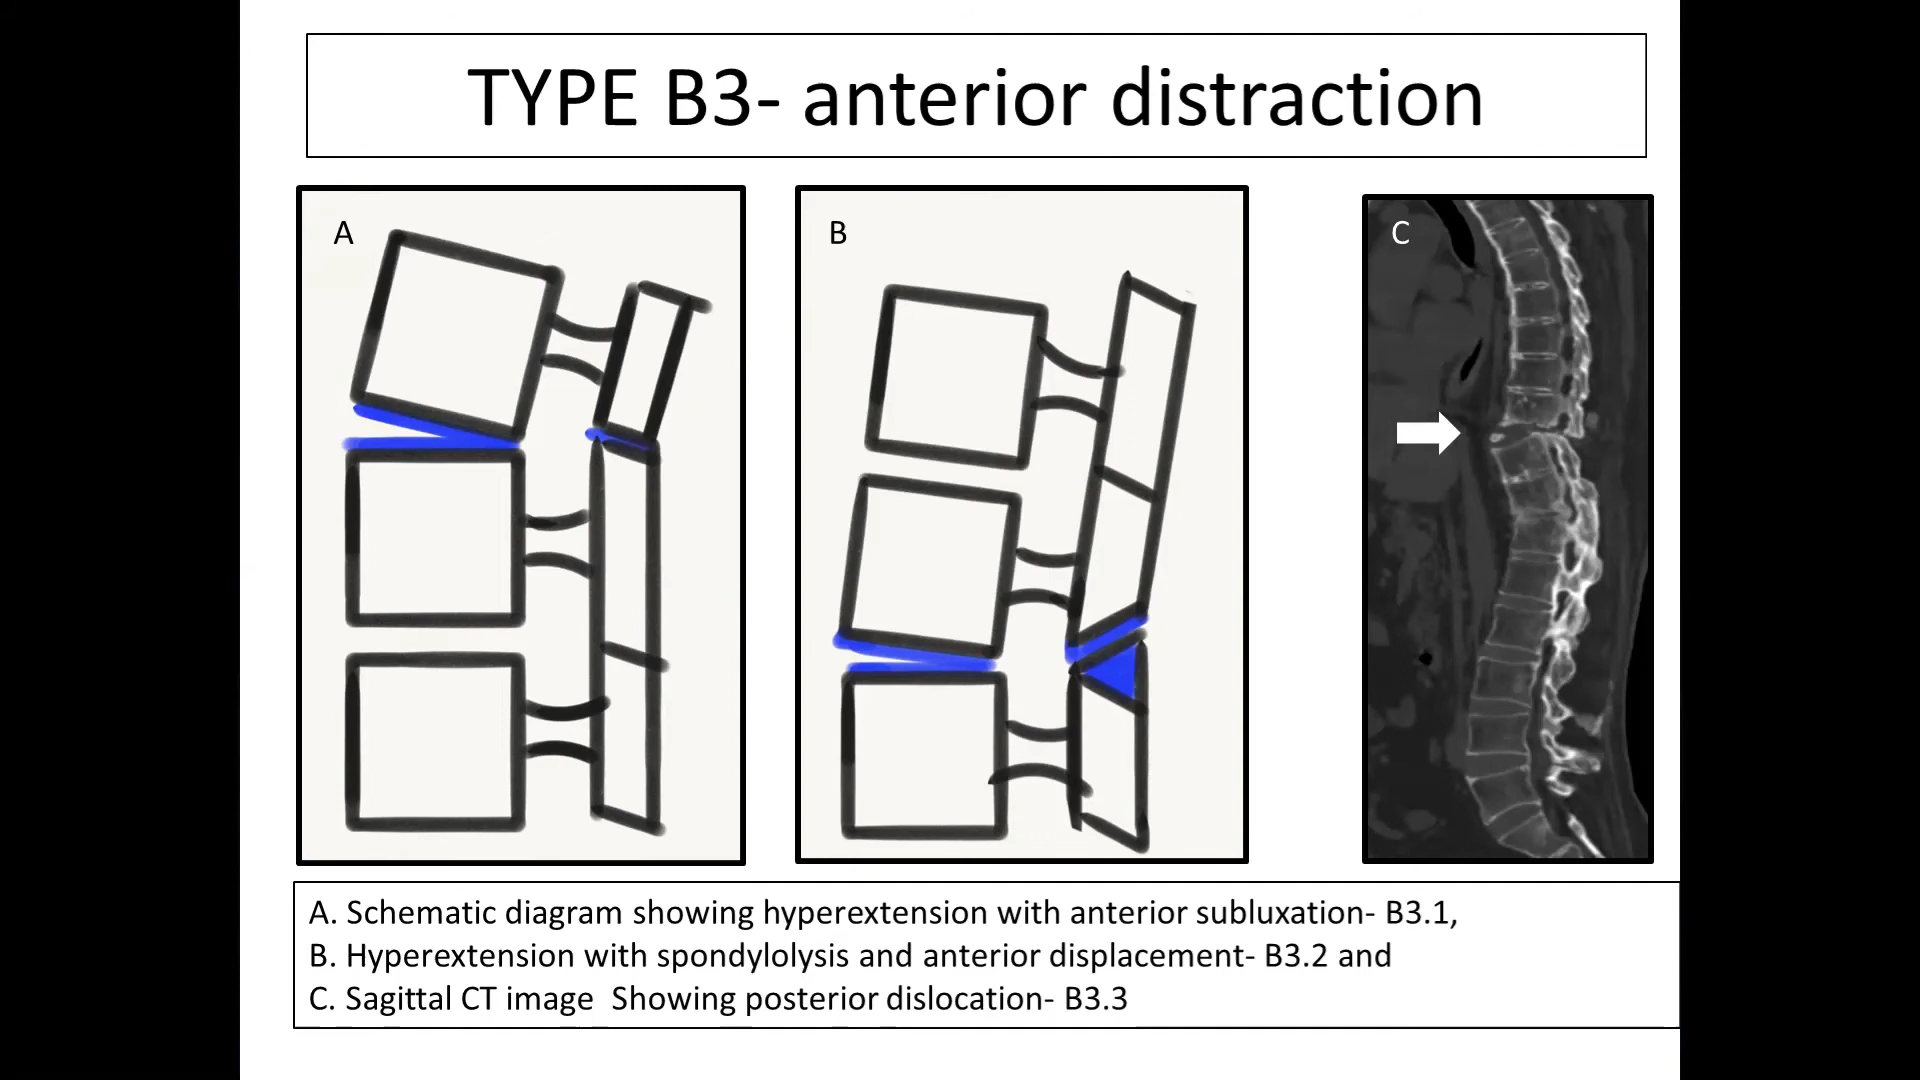 TYPE B3- anterior distraction
A
B
C
A. Schematic diagram showing hyperextension with anterior subluxation- B3.1,
B. Hyperextension with spondylolysis and anterior displacement- B3.2 and
C. Sagittal CT image  Showing posterior dislocation- B3.3